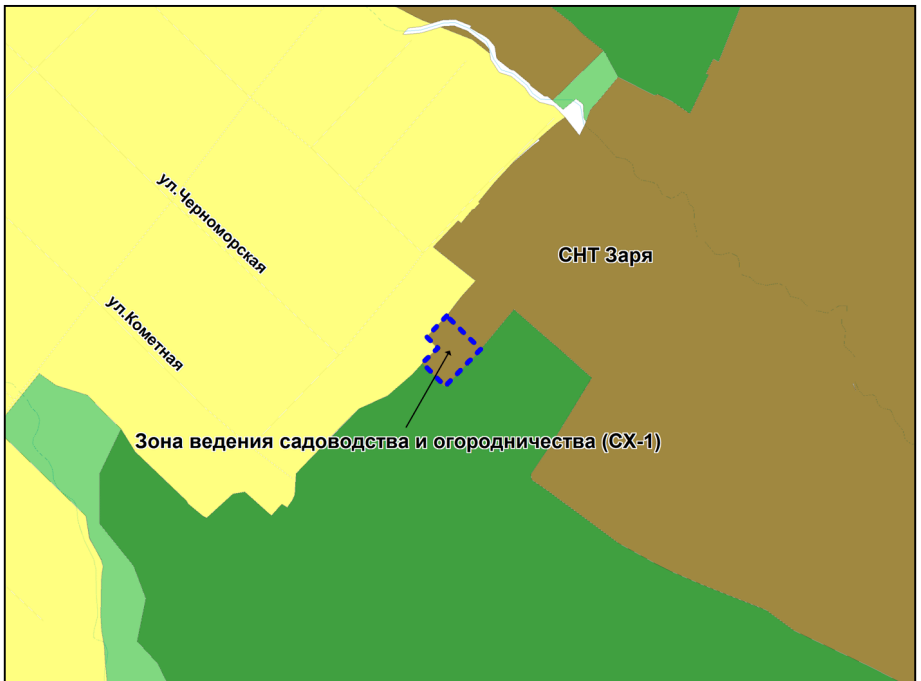 ул.Черноморская
СНТ Заря
ул.Кометная
Зона ведения садоводства и огородничества (СХ-1)